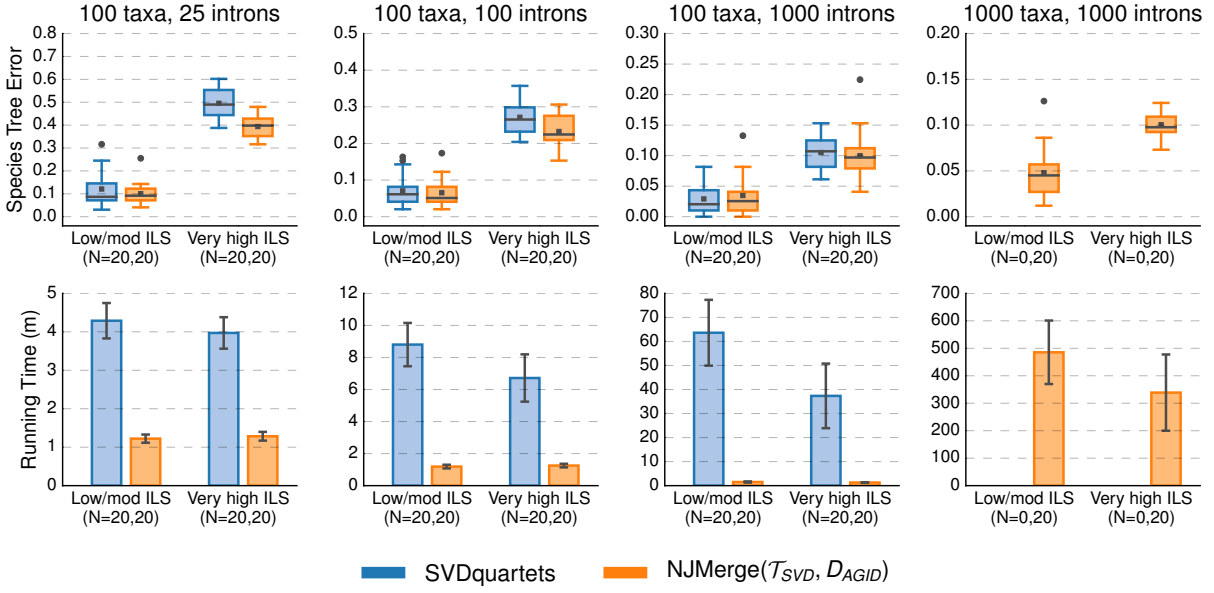 100 taxa, 25 introns
100 taxa, 100 introns
100 taxa, 1000 introns
1000 taxa, 1000 introns
Species Tree Error
0.8
0.7
0.6
0.5
0.4
0.3
0.2
0.1
0.0
Low/mod ILS
(N=20,20)
Very high ILS
(N=20,20)
0.5
0.4
0.3
0.2
0.1
0.0
Low/mod ILS
(N=20,20)
Very high ILS
(N=20,20)
0.30
0.25
0.20
0.15
0.10
0.05
0.00
Low/mod ILS
(N=20,20)
Very high ILS
(N=20,20)
0.20
0.15
0.10
0.05
0.00
Low/mod ILS
(N=0,20)
Very high ILS
(N=0,20)
Running Time (m)
5
4
3
2
1
0
Low/mod ILS
(N=20,20)
Very high ILS
(N=20,20)
12
10
8
6
4
2
0
Low/mod ILS
(N=20,20)
Very high ILS
(N=20,20)
80
70
60
50
40
30
20
10
0
Low/mod ILS
(N=20,20)
Very high ILS
(N=20,20)
700
600
500
400
300
200
100
0
Low/mod ILS
(N=0,20)
Very high ILS
(N=0,20)
SVDquartets
NJMerge(𝒯_SVD, D_AGID)